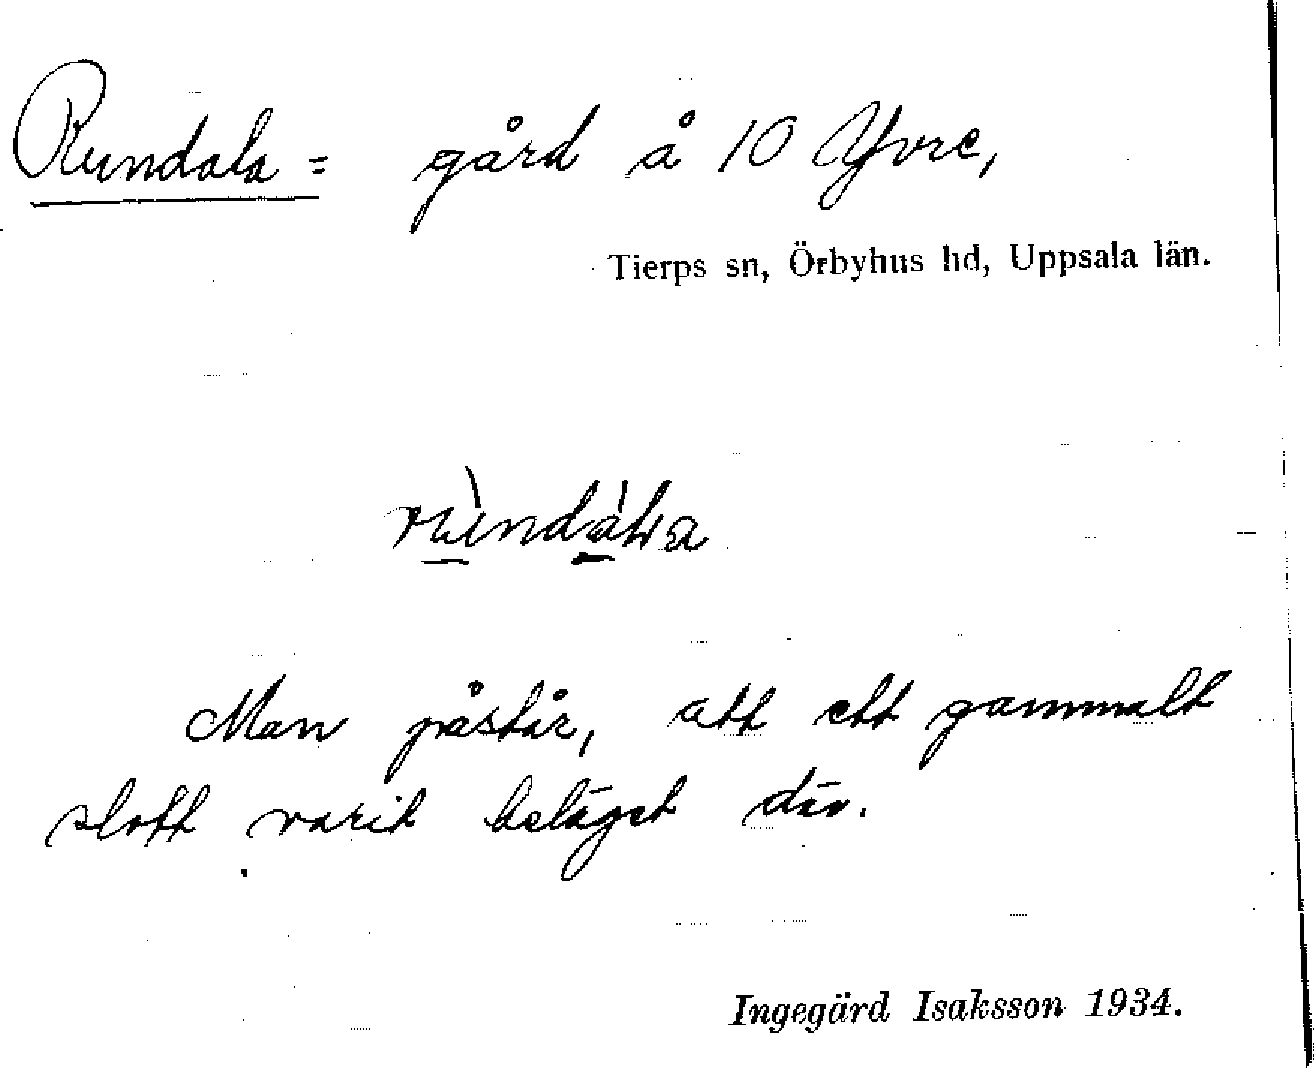 Rundala = gård å 10 Yvre,
Tierps sn, Örbyhus hd, Uppsala län.
Man påstår, att ett gammalt
slott varit beläget där.
Ingegärd Isaksson 1934.